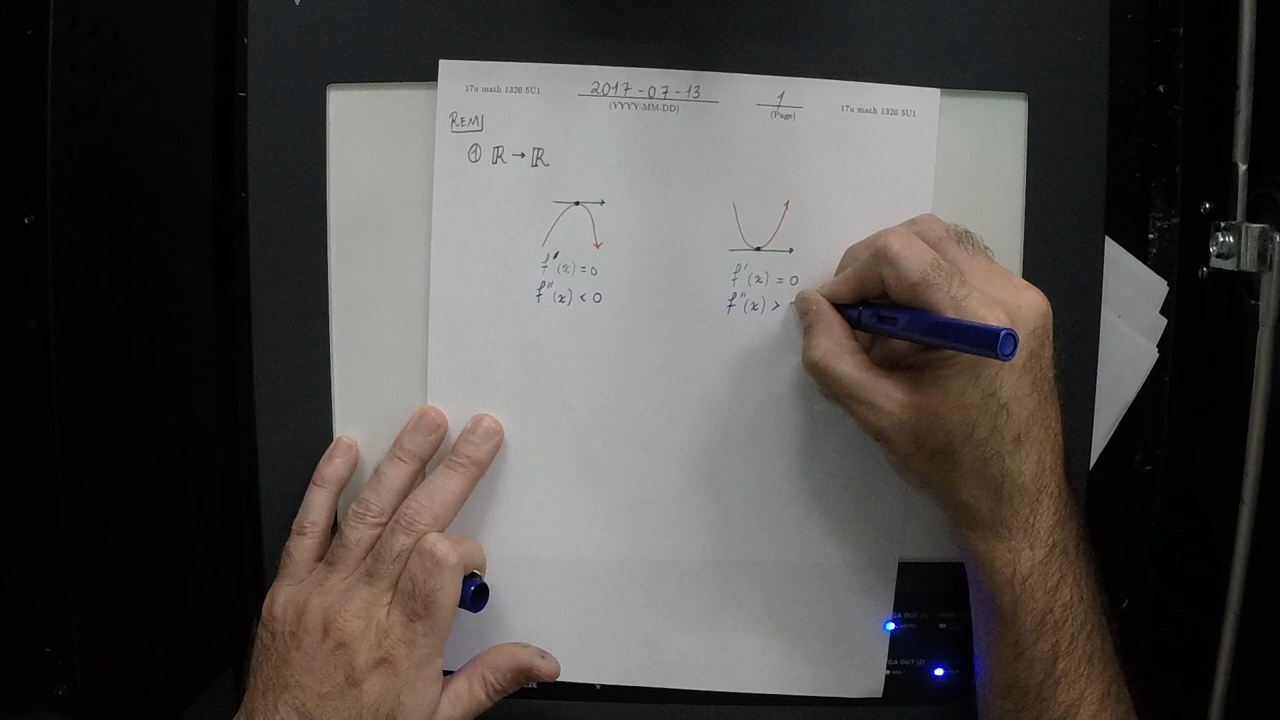 17u math 1326 5U1
2017-07-13
(YYYY-MM-DD)
1
(Page)
17u math 1326 5U1
REM
① ℝ → ℝ
f'(x) = 0
f''(x) < 0
f'(x) = 0
f''(x) >